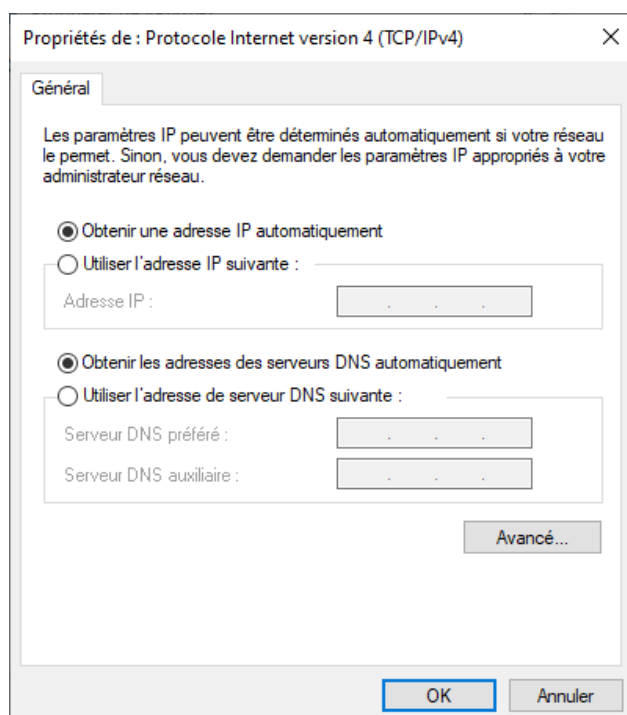 Propriétés de : Protocole Internet version 4 (TCP/IPv4)
Général
Les paramètres IP peuvent être déterminés automatiquement si votre réseau
le permet. Sinon, vous devez demander les paramètres IP appropriés à votre
administrateur réseau.
Obtenir une adresse IP automatiquement
Utiliser l'adresse IP suivante :
Adresse IP :
Obtenir les adresses des serveurs DNS automatiquement
Utiliser l'adresse de serveur DNS suivante :
Serveur DNS préféré :
Serveur DNS auxiliaire :
Avancé...
OK
Annuler